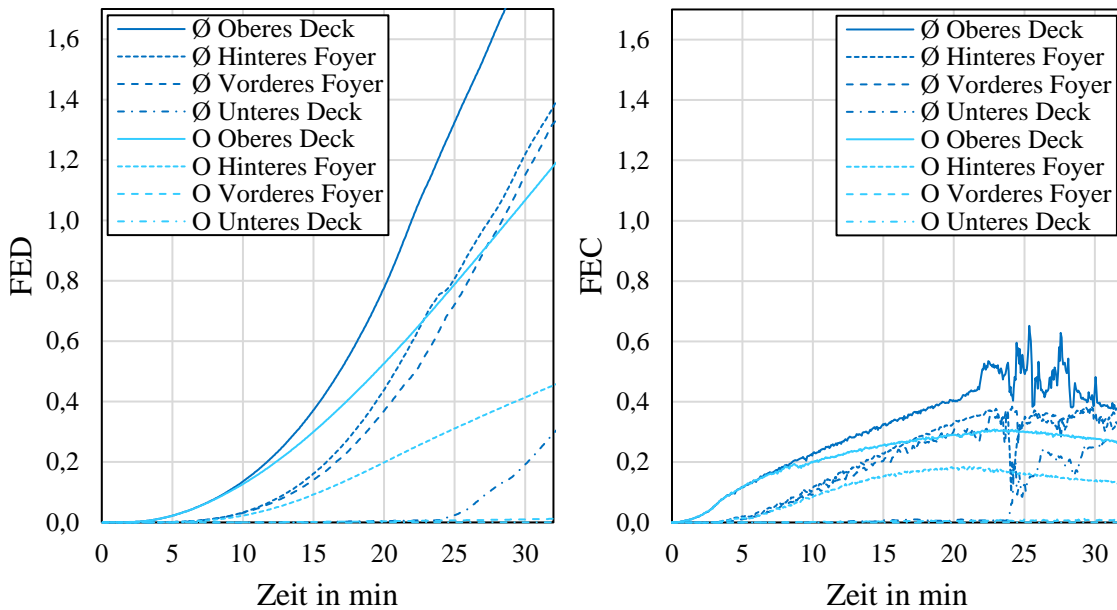 1,6
1,4
1,2
1,0
0,8
0,6
0,4
0,2
0,0
FED
Ø Oberes Deck
Ø Hinteres Foyer
Ø Vorderes Foyer
Ø Unteres Deck
O Oberes Deck
O Hinteres Foyer
O Vorderes Foyer
O Unteres Deck
0 5 10 15 20 25 30
Zeit in min
1,6
1,4
1,2
1,0
0,8
0,6
0,4
0,2
0,0
FEC
Ø Oberes Deck
Ø Hinteres Foyer
Ø Vorderes Foyer
Ø Unteres Deck
O Oberes Deck
O Hinteres Foyer
O Vorderes Foyer
O Unteres Deck
0 5 10 15 20 25 30
Zeit in min